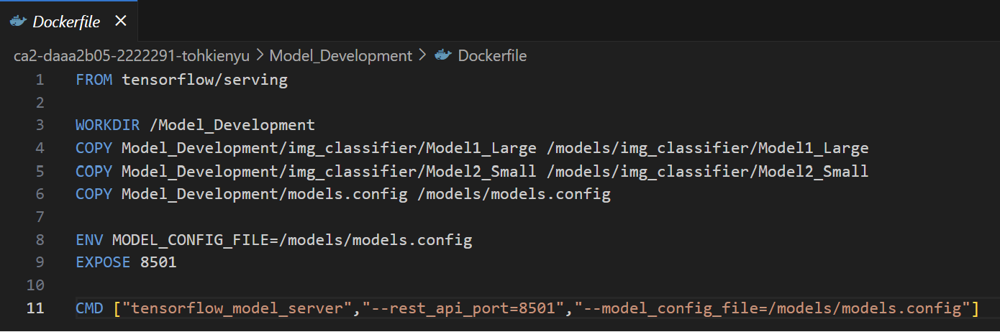 Dockerfile ×
ca2-daaa2b05-2222291-tohkienyu > Model_Development > Dockerfile
1 FROM tensorflow/serving
2
3 WORKDIR /Model_Development
4 COPY Model_Development/img_classifier/Model1_Large /models/img_classifier/Model1_Large
5 COPY Model_Development/img_classifier/Model2_Small /models/img_classifier/Model2_Small
6 COPY Model_Development/models.config /models/models.config
7
8 ENV MODEL_CONFIG_FILE=/models/models.config
9 EXPOSE 8501
10
11 CMD ["tensorflow_model_server","--rest_api_port=8501","--model_config_file=/models/models.config"]